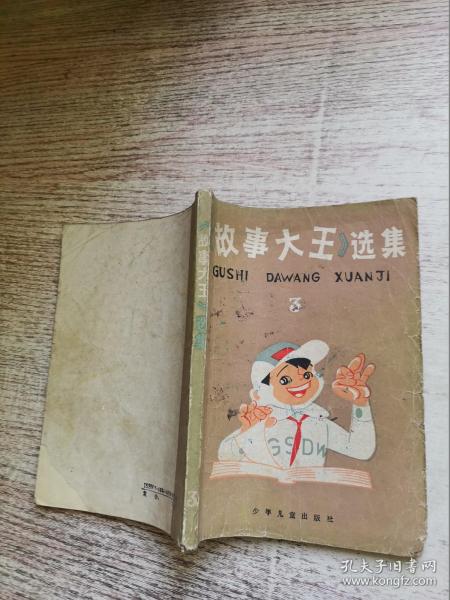 《故事大王》选集
GUSHI DAWANG XUANJI
3
GSDW
少年儿童出版社
《故事大王》选集
3
孔夫子旧书网
www.kongfz.com